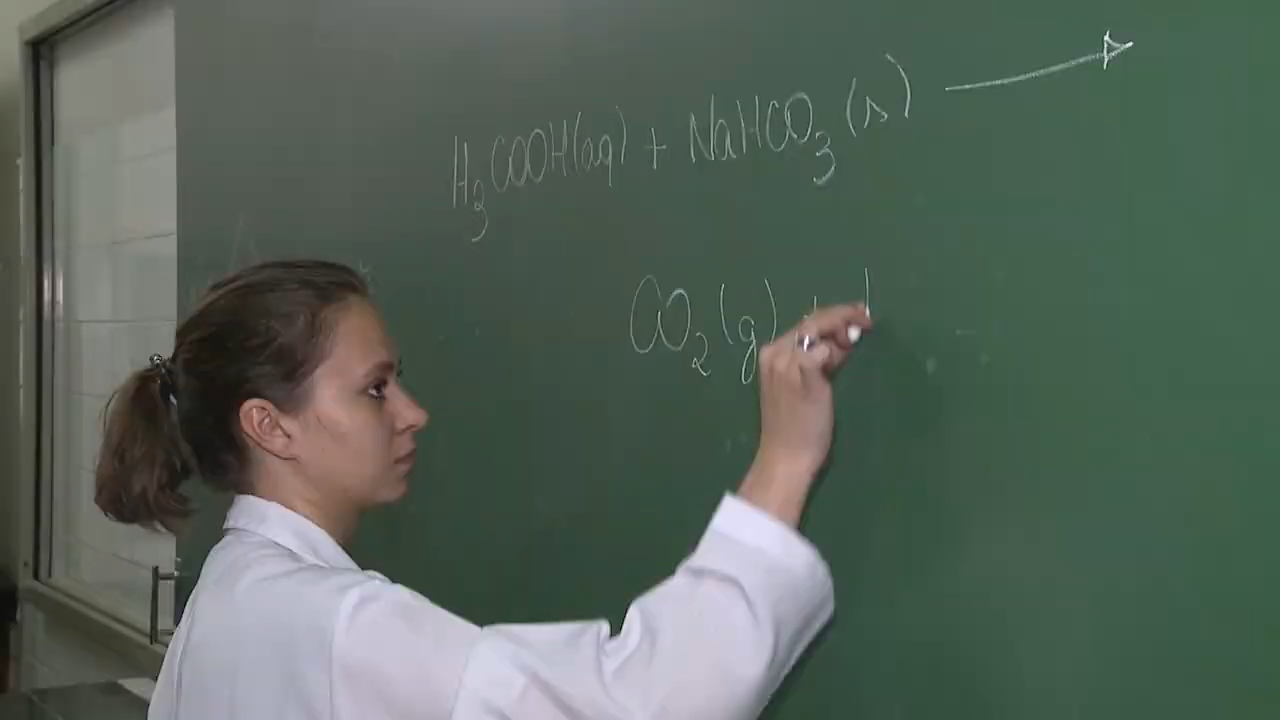 H₃COOH(aq) + NaHCO₃(s) →
CO₂(g) +